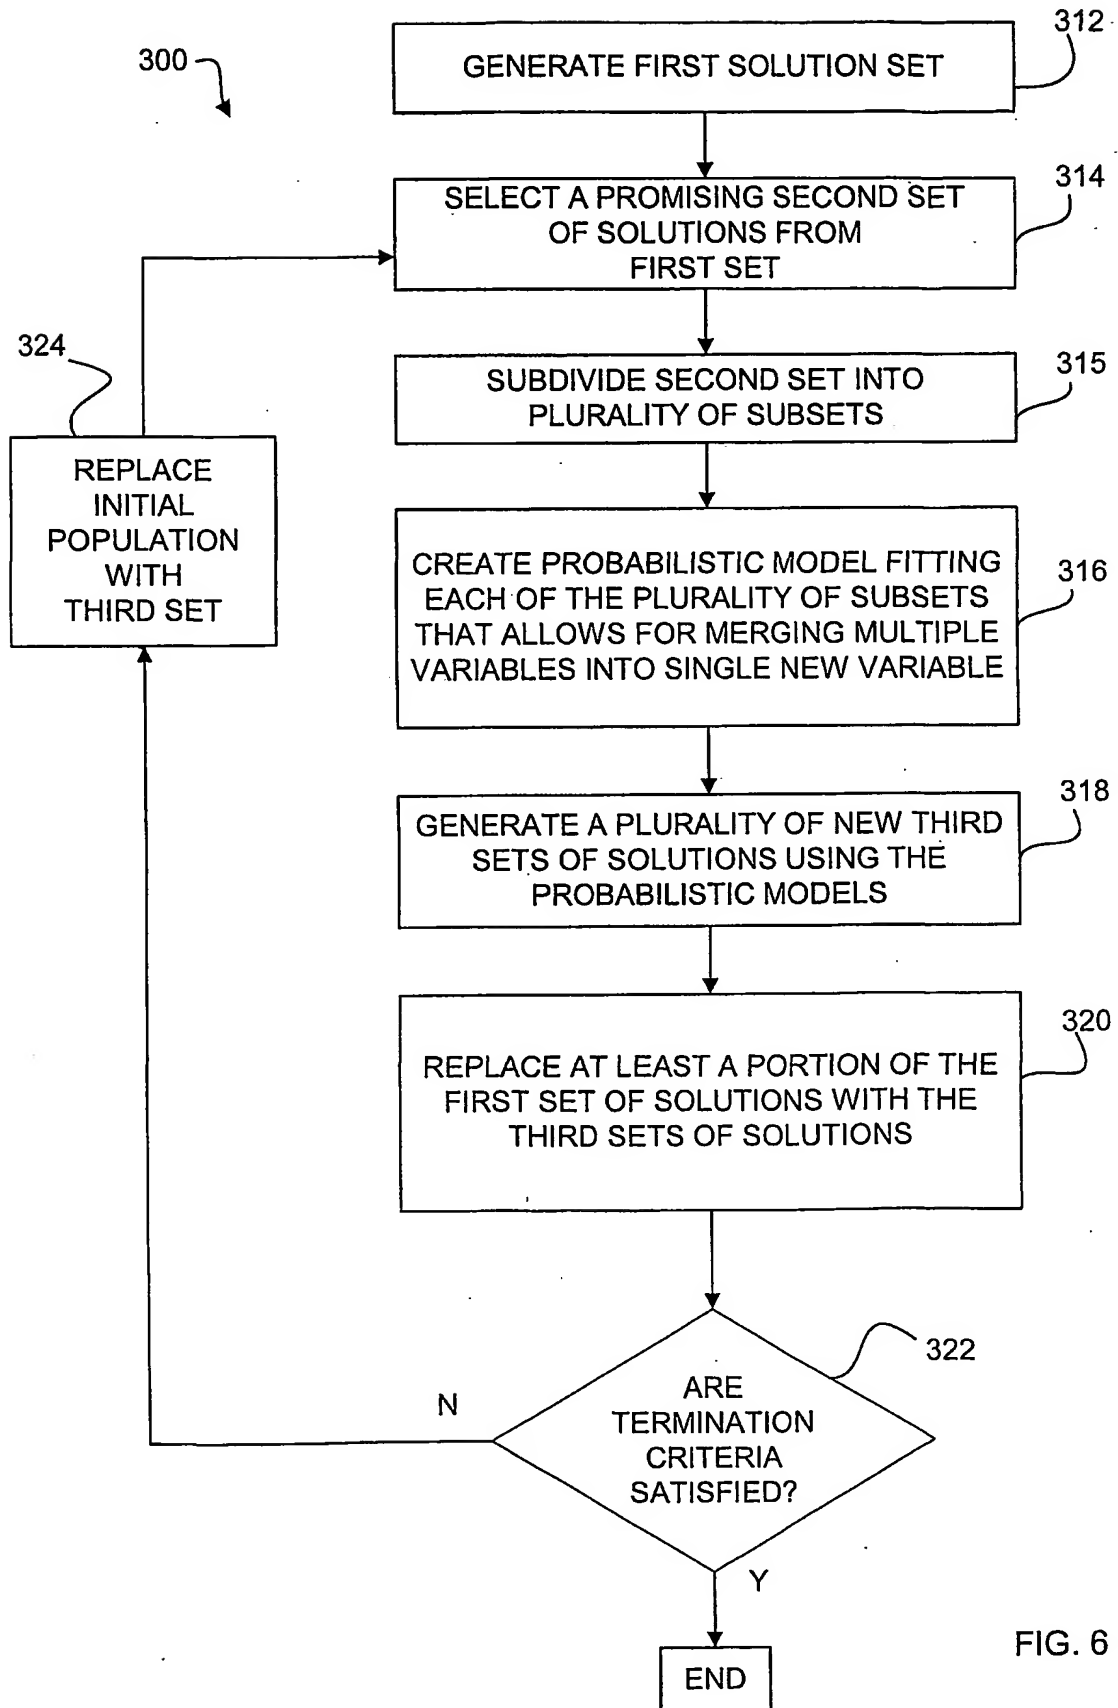 312
GENERATE FIRST SOLUTION SET
300
314
SELECT A PROMISING SECOND SET
OF SOLUTIONS FROM
FIRST SET
324
315
SUBDIVIDE SECOND SET INTO
PLURALITY OF SUBSETS
REPLACE
INITIAL
POPULATION
WITH
THIRD SET
316
CREATE PROBABILISTIC MODEL FITTING
EACH OF THE PLURALITY OF SUBSETS
THAT ALLOWS FOR MERGING MULTIPLE
VARIABLES INTO SINGLE NEW VARIABLE
318
GENERATE A PLURALITY OF NEW THIRD
SETS OF SOLUTIONS USING THE
PROBABILISTIC MODELS
320
REPLACE AT LEAST A PORTION OF THE
FIRST SET OF SOLUTIONS WITH THE
THIRD SETS OF SOLUTIONS
322
N
ARE
TERMINATION
CRITERIA
SATISFIED?
Y
END
FIG. 6